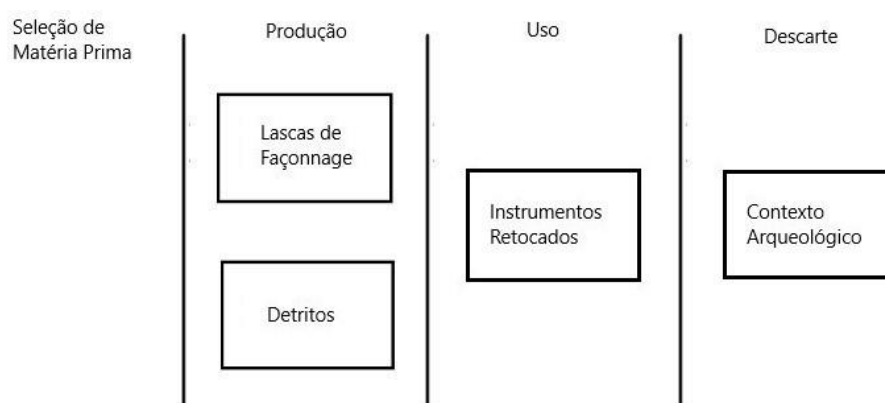 Seleção de
Matéria Prima
Produção
Uso
Descarte
Lascas de
Façonnage
Detritos
Instrumentos
Retocados
Contexto
Arqueológico